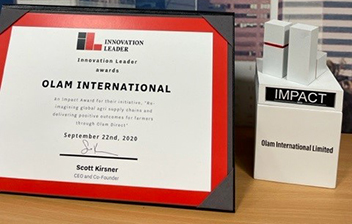 INNOVATION
LEADER
Innovation Leader
awards
OLAM INTERNATIONAL
An Impact Award for their initiative, "Re-
imagining global agri supply chains and
delivering positive outcomes for farmers
through Olam Direct"
September 22nd, 2020
Scott Kirsner
CEO and Co-Founder
IMPACT
Olam International Limited